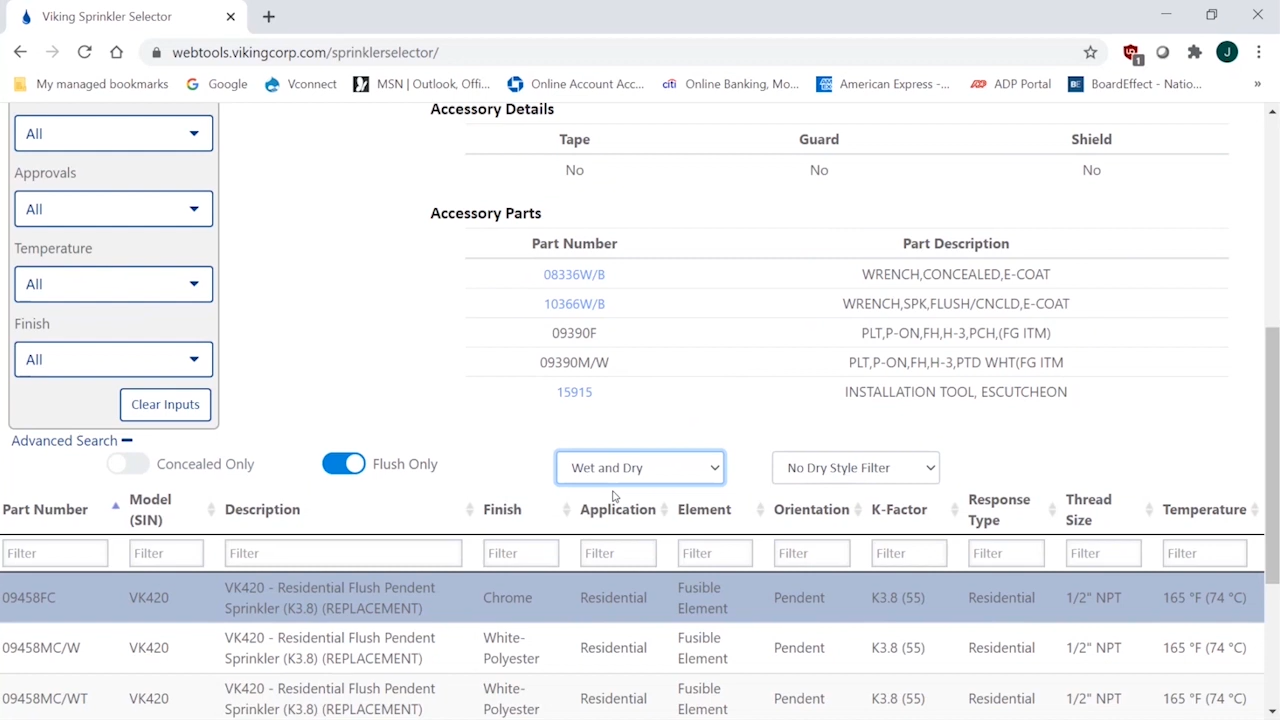 Viking Sprinkler Selector
webtools.vikingcorp.com/sprinklerselector/
1
J
My managed bookmarks Google Vconnect MSN | Outlook, Offi... Online Account Acc... citi Online Banking, Mo... AM EX American Express -... ADP Portal BE BoardEffect - Natio... »
All
Approvals
All
Temperature
All
Finish
All
Clear Inputs
Advanced Search
Accessory Details
Tape Guard Shield
No No No
Accessory Parts
Part Number Part Description
08336W/B WRENCH,CONCEALED,E-COAT
10366W/B WRENCH,SPK,FLUSH/CNCLD,E-COAT
09390F PLT,P-ON,FH,H-3,PCH,(FG ITM)
09390M/W PLT,P-ON,FH,H-3,PTD WHT(FG ITM
15915 INSTALLATION TOOL, ESCUTCHEON
Concealed Only Flush Only Wet and Dry No Dry Style Filter
Part Number Model (SIN) Description Finish Application Element Orientation K-Factor Response Type Thread Size Temperature
Filter Filter Filter Filter Filter Filter Filter Filter Filter Filter Filter
09458FC VK420 VK420 - Residential Flush Pendent Sprinkler (K3.8) (REPLACEMENT) Chrome Residential Fusible Element Pendent K3.8 (55) Residential 1/2" NPT 165 °F (74 °C)
09458MC/W VK420 VK420 - Residential Flush Pendent Sprinkler (K3.8) (REPLACEMENT) White-Polyester Residential Fusible Element Pendent K3.8 (55) Residential 1/2" NPT 165 °F (74 °C)
09458MC/WT VK420 VK420 - Residential Flush Pendent Sprinkler (K3.8) (REPLACEMENT) White-Polyester Residential Fusible Element Pendent K3.8 (55) Residential 1/2" NPT 165 °F (74 °C)